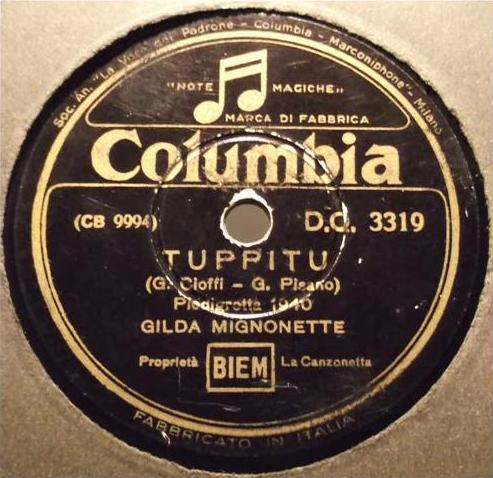 Soc. An. "La Voce del Padrone - Columbia - Marconiphone" - Milano
"NOTE MAGICHE"
MARCA DI FABBRICA
Columbia
(CB 9994) D.Q. 3319
TUPPITU
(G. Cioffi - G. Pisano)
Piedigrotta 1940
GILDA MIGNONETTE
Proprietà BIEM La Canzonetta
FABBRICATO IN ITALIA